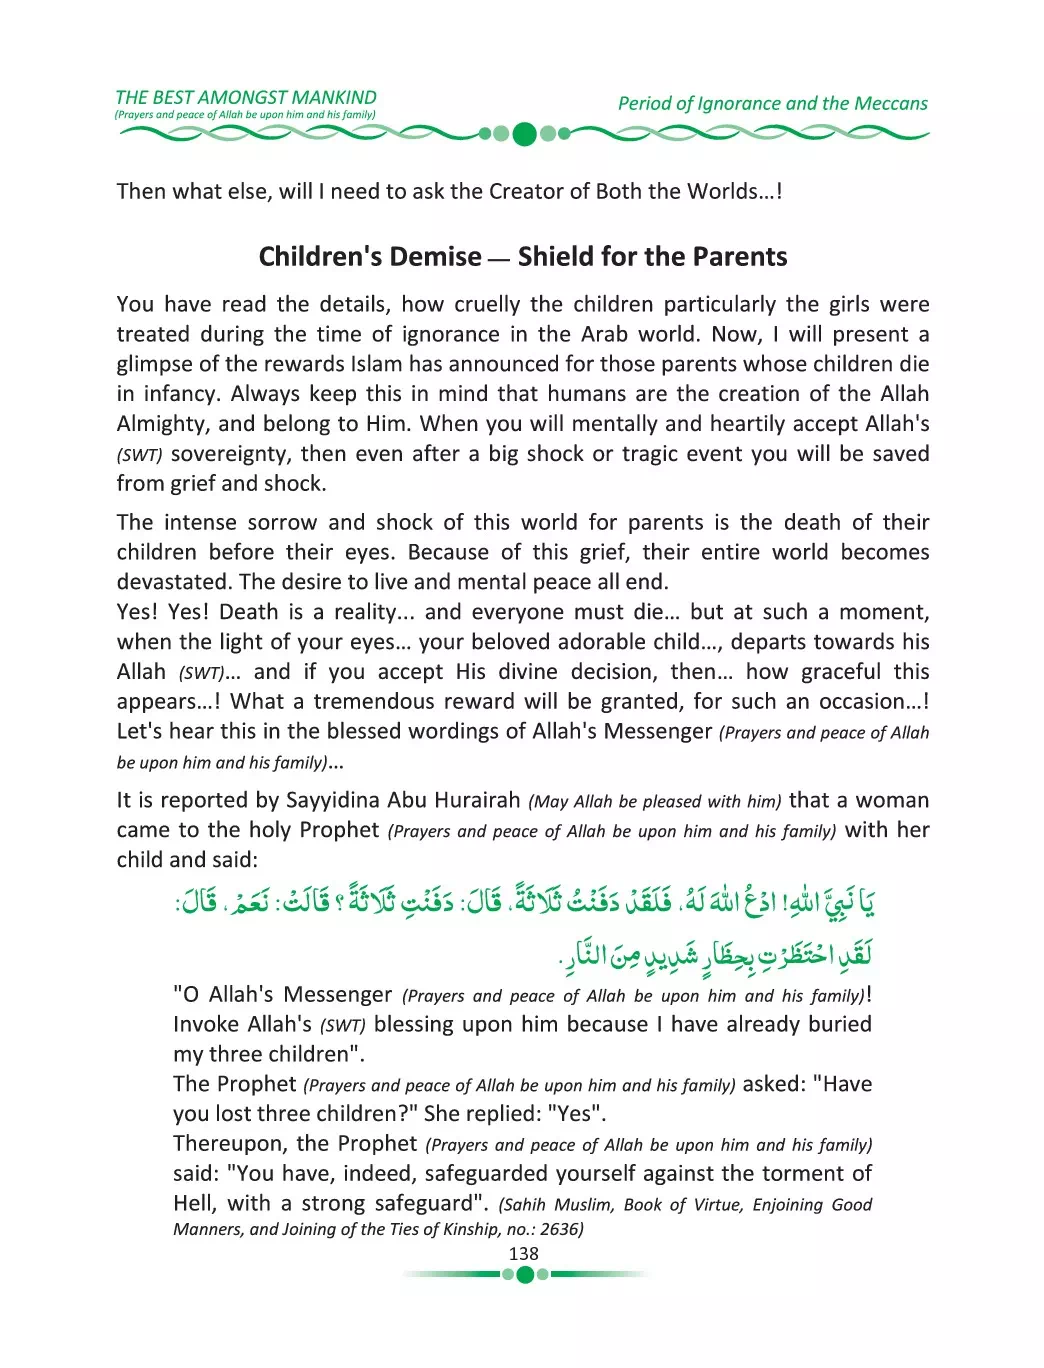 THE BEST AMONGST MANKIND
(Prayers and peace of Allah be upon him and his family)
Period of Ignorance and the Meccans
Then what else, will I need to ask the Creator of Both the Worlds...!
Children's Demise — Shield for the Parents
You have read the details, how cruelly the children particularly the girls were
treated during the time of ignorance in the Arab world. Now, I will present a
glimpse of the rewards Islam has announced for those parents whose children die
in infancy. Always keep this in mind that humans are the creation of the Allah
Almighty, and belong to Him. When you will mentally and heartily accept Allah's
(SWT) sovereignty, then even after a big shock or tragic event you will be saved
from grief and shock.
The intense sorrow and shock of this world for parents is the death of their
children before their eyes. Because of this grief, their entire world becomes
devastated. The desire to live and mental peace all end.
Yes! Yes! Death is a reality... and everyone must die... but at such a moment,
when the light of your eyes... your beloved adorable child..., departs towards his
Allah (SWT)... and if you accept His divine decision, then... how graceful this
appears...! What a tremendous reward will be granted, for such an occasion...!
Let's hear this in the blessed wordings of Allah's Messenger (Prayers and peace of Allah
be upon him and his family)...
It is reported by Sayyidina Abu Hurairah (May Allah be pleased with him) that a woman
came to the holy Prophet (Prayers and peace of Allah be upon him and his family) with her
child and said:
يَا نَبِيَّ اللهِ! ادْعُ اللهَ لَهُ، فَلَقَدْ دَفَنْتُ ثَلَاثَةً، قَالَ: دَفَنْتِ ثَلَاثَةً؟ قَالَتْ: نَعَمْ، قَالَ:
لَقَدِ احْتَظَرْتِ بِحِظَارٍ شَدِيدٍ مِنَ النَّارِ.
"O Allah's Messenger (Prayers and peace of Allah be upon him and his family)!
Invoke Allah's (SWT) blessing upon him because I have already buried
my three children".
The Prophet (Prayers and peace of Allah be upon him and his family) asked: "Have
you lost three children?" She replied: "Yes".
Thereupon, the Prophet (Prayers and peace of Allah be upon him and his family)
said: "You have, indeed, safeguarded yourself against the torment of
Hell, with a strong safeguard". (Sahih Muslim, Book of Virtue, Enjoining Good
Manners, and Joining of the Ties of Kinship, no.: 2636)
138